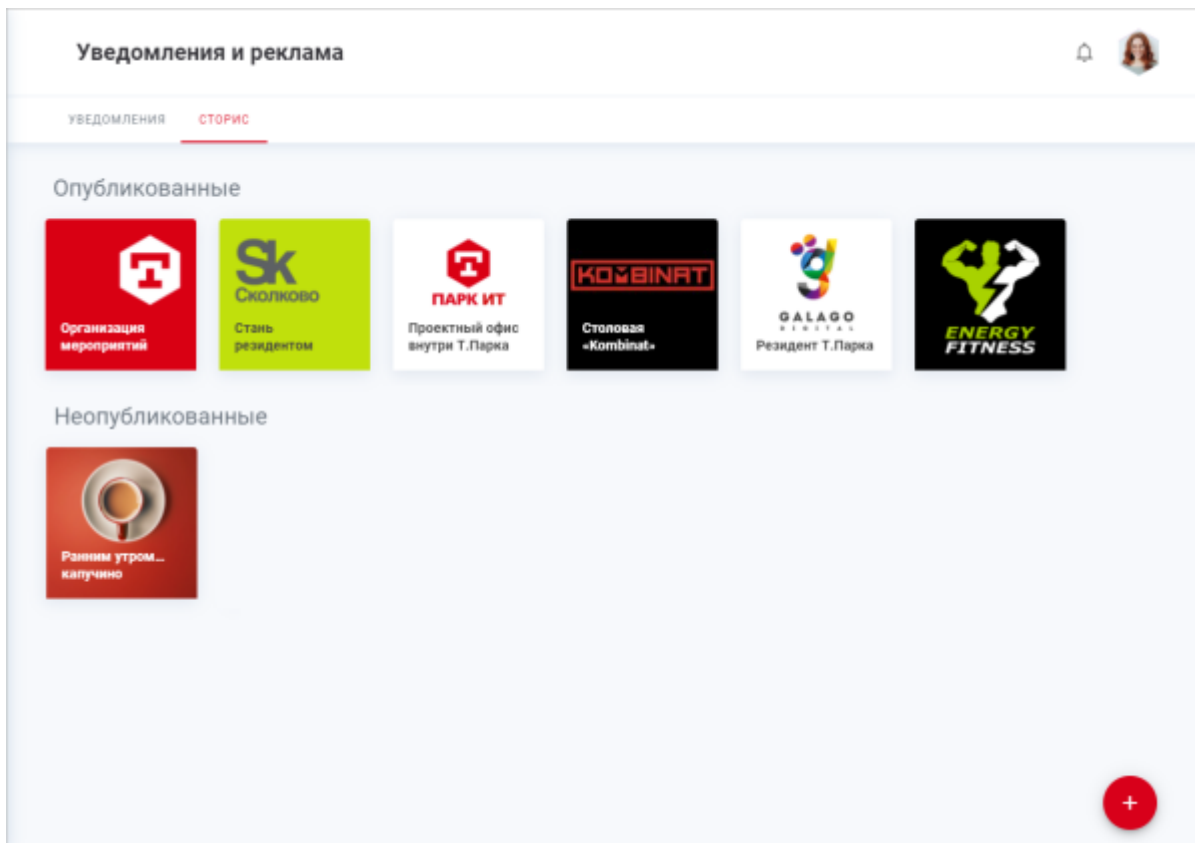 Уведомления и реклама
УВЕДОМЛЕНИЯ СТОРИС
Опубликованные
Организация
мероприятий
Sk
Сколково
Стань
резидентом
Т
ПАРК ИТ
Проектный офис
внутри Т.Парка
KOMBINAT
Столовая
«Kombinat»
g
GALAGO
DIGITAL
Резидент Т.Парка
ENERGY
FITNESS
Неопубликованные
Ранним утром...
капучино
+